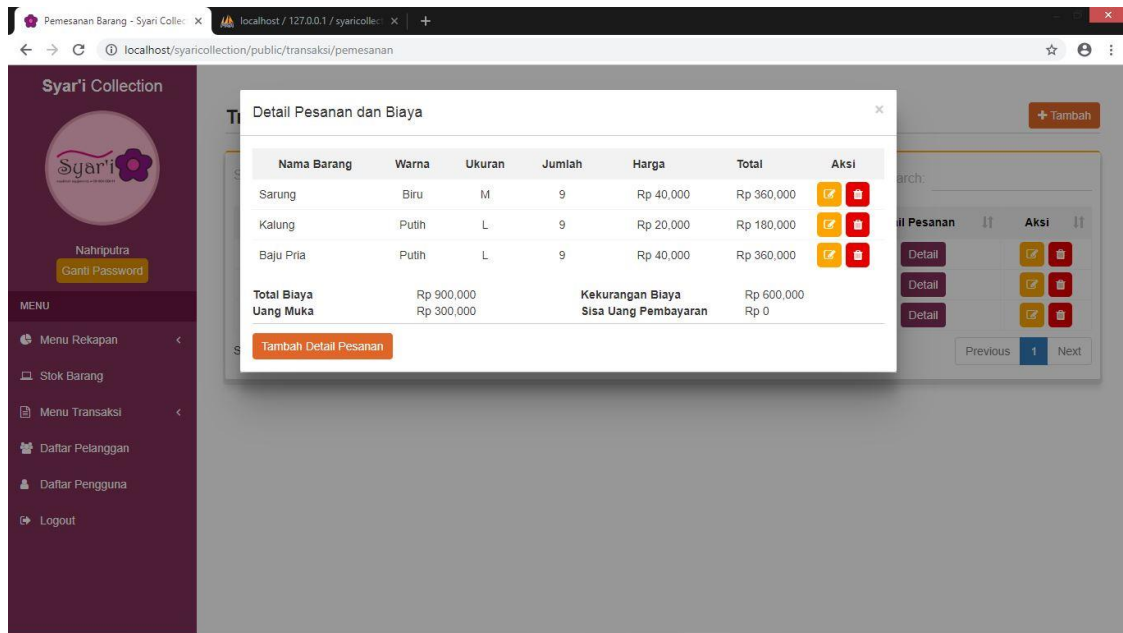 Pemesanan Barang - Syari Collec
localhost / 127.0.0.1 / syaricollect
localhost/syaricollection/public/transaksi/pemesanan
Syar'i Collection
Syar'i
Nahriputra
Ganti Password
MENU
Menu Rekapan
Stok Barang
Menu Transaksi
Daftar Pelanggan
Daftar Pengguna
Logout
Tr
+ Tambah
S
arch:
il Pesanan Aksi
Detail
Detail
Detail
S
Previous 1 Next
Detail Pesanan dan Biaya ×
Nama Barang Warna Ukuran Jumlah Harga Total Aksi
Sarung Biru M 9 Rp 40,000 Rp 360,000
Kalung Putih L 9 Rp 20,000 Rp 180,000
Baju Pria Putih L 9 Rp 40,000 Rp 360,000
Total Biaya Rp 900,000 Kekurangan Biaya Rp 600,000
Uang Muka Rp 300,000 Sisa Uang Pembayaran Rp 0
Tambah Detail Pesanan